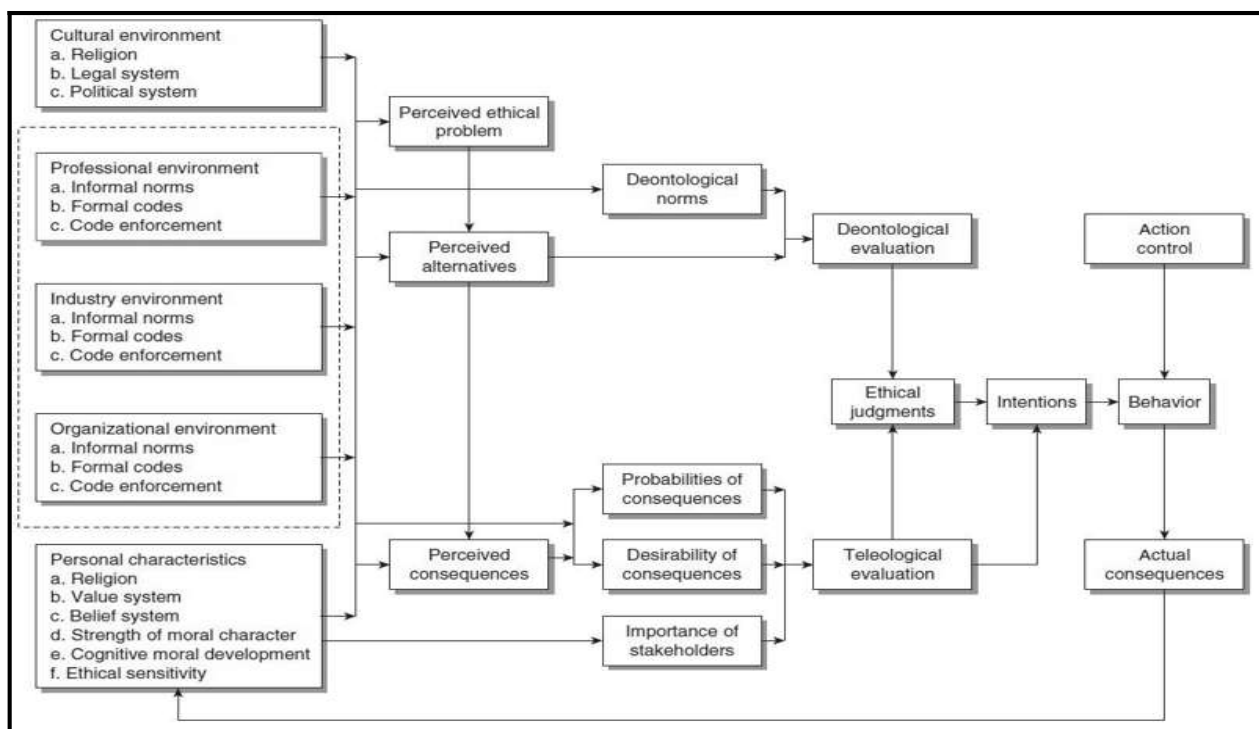 Cultural environment
a. Religion
b. Legal system
c. Political system
Professional environment
a. Informal norms
b. Formal codes
c. Code enforcement
Industry environment
a. Informal norms
b. Formal codes
c. Code enforcement
Organizational environment
a. Informal norms
b. Formal codes
c. Code enforcement
Personal characteristics
a. Religion
b. Value system
c. Belief system
d. Strength of moral character
e. Cognitive moral development
f. Ethical sensitivity
Perceived ethical
problem
Perceived
alternatives
Perceived
consequences
Deontological
norms
Probabilities of
consequences
Desirability of
consequences
Importance of
stakeholders
Deontological
evaluation
Ethical
judgments
Teleological
evaluation
Intentions
Action
control
Behavior
Actual
consequences